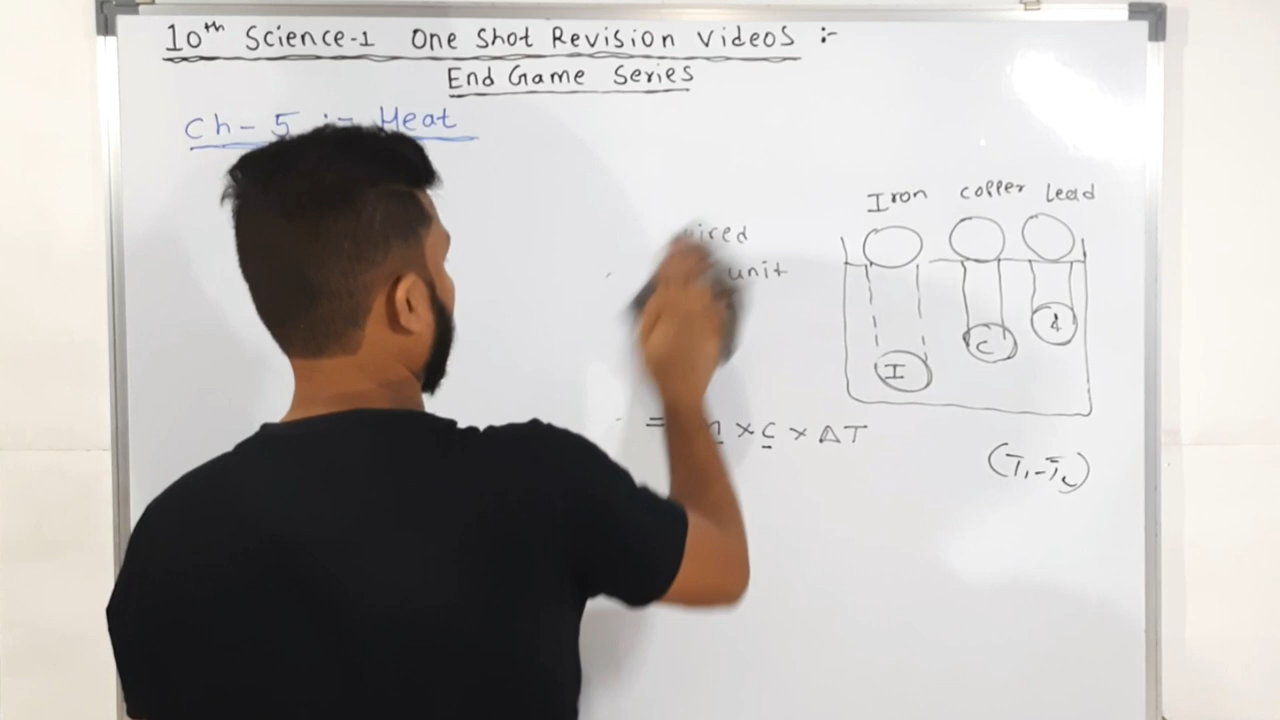 10th Science-1 One Shot Revision Videos :-
End Game Series
Ch-5 :- Heat
Iron Copper Lead
unit
I C L
= m × c × ΔT
(T₁-T₂)